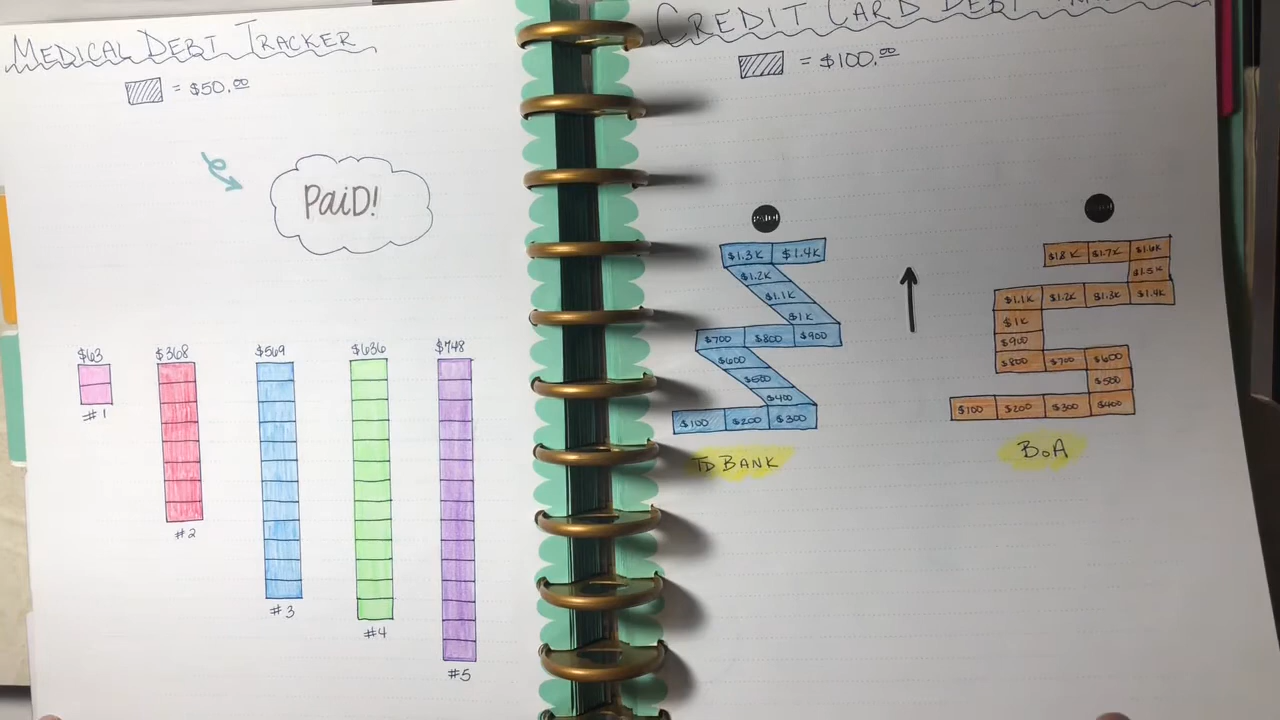 MEDICAL DEBT TRACKER
= $50.00
PAiD!
$63
$368
$569
$636
$748
#1
#2
#3
#4
#5
CREDIT CARD DEBT
= $100.00
PAID!
$1.3K $1.4K
$1.2K
$1.1K
$1K
$700 $800 $900
$600
$500
$400
$100 $200 $300
TD BANK
$1.8K $1.7K $1.6K
$1.5K
$1.1K $1.2K $1.3K $1.4K
$1K
$900
$800 $700 $600
$500
$100 $200 $300 $400
BoA